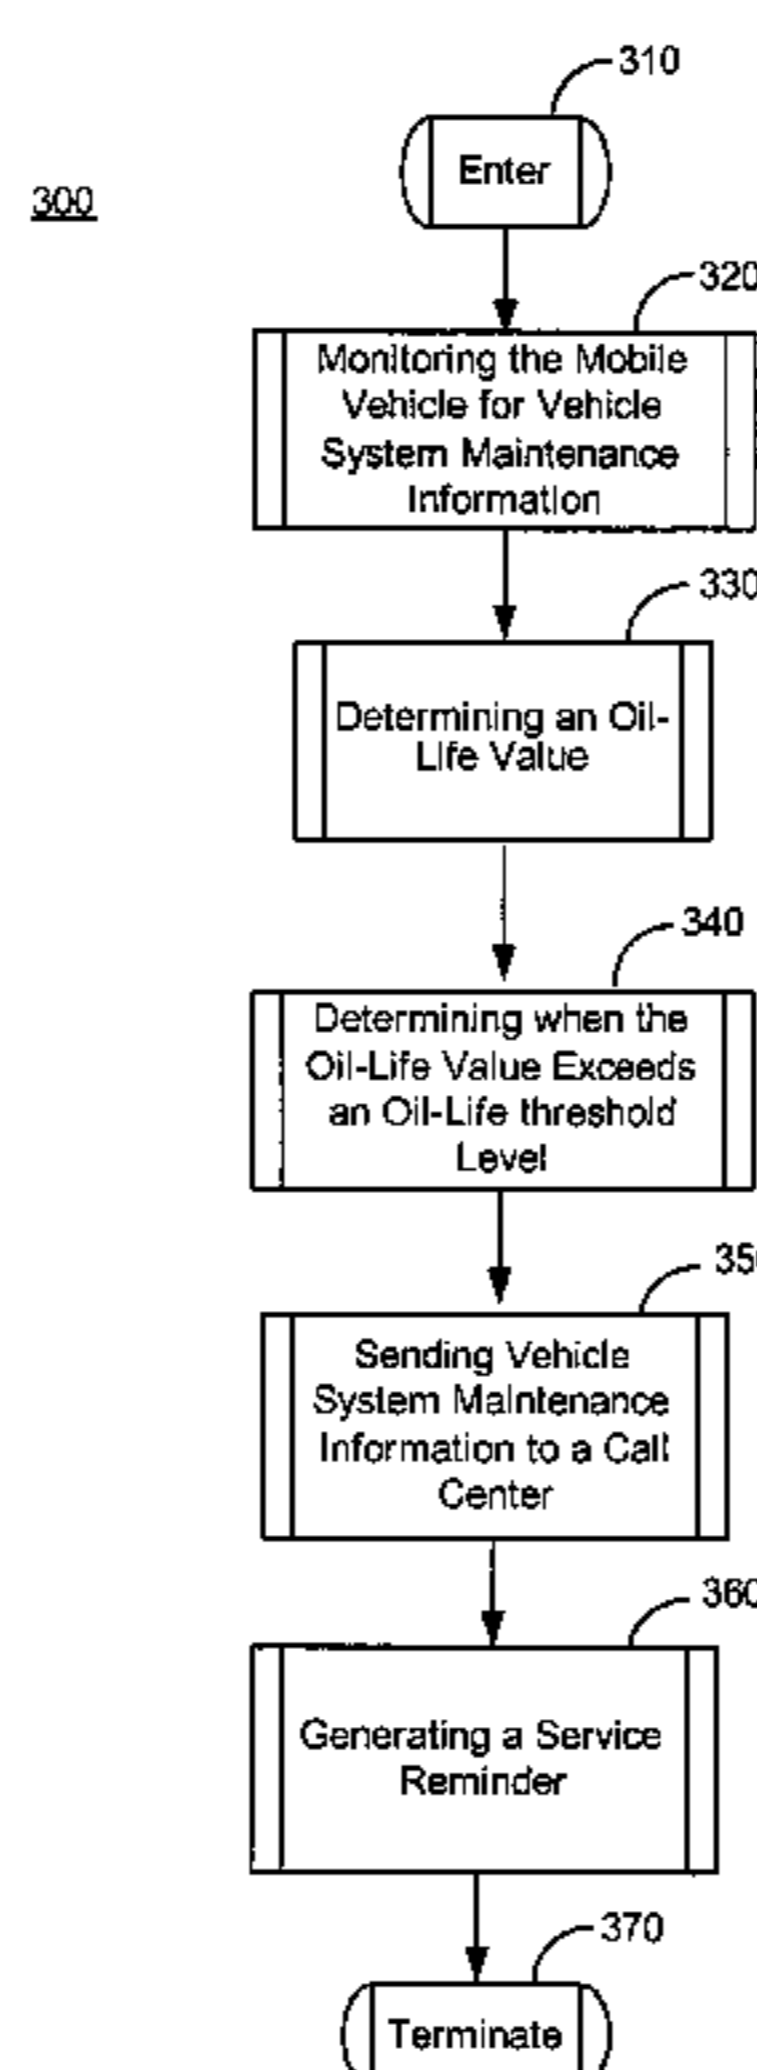 310
Enter
300
320
Monitoring the Mobile
Vehicle for Vehicle
System Maintenance
Information
330
Determining an Oil-
Life Value
340
Determining when the
Oil-Life Value Exceeds
an Oil-Life threshold
Level
350
Sending Vehicle
System Maintenance
Information to a Call
Center
360
Generating a Service
Reminder
370
Terminate